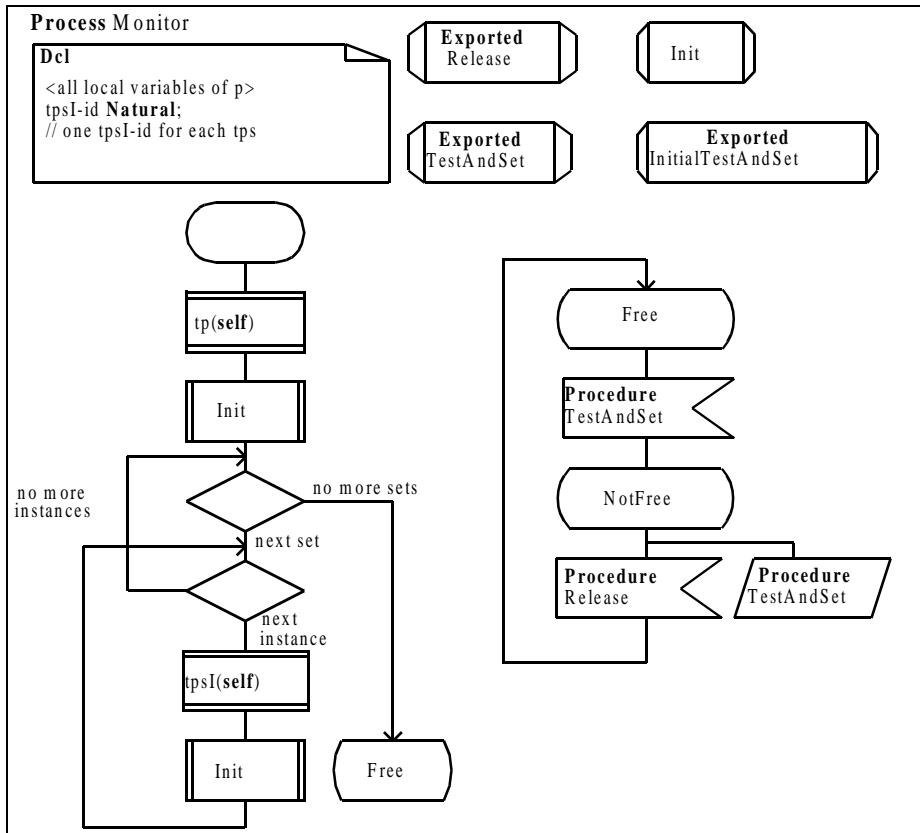 Process Monitor
Dcl
<all local variables of p>
tpsI-id Natural;
// one tpsI-id for each tps
Exported
Release
Init
Exported
TestAndSet
Exported
InitialTestAndSet
tp(self)
Init
no more
instances
no more sets
next set
next
instance
tpsI(self)
Init
Free
Free
Procedure
TestAndSet
NotFree
Procedure
Release
Procedure
TestAndSet